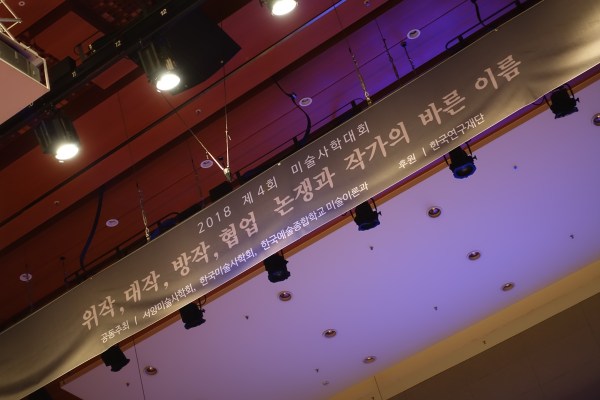 2018 제4회 미술사학대회
위작, 대작, 방작, 협업 논쟁과 작가의 바른 이름
공동주최 | 서양미술사학회, 한국미술사학회, 한국예술종합학교 미술이론과
후원 | 한국연구재단